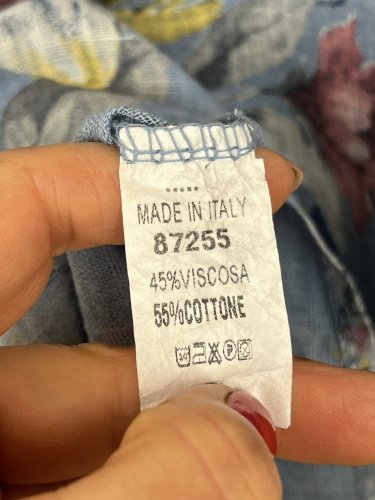 MADE IN ITALY
87255
45%VISCOSA
55%COTTONE